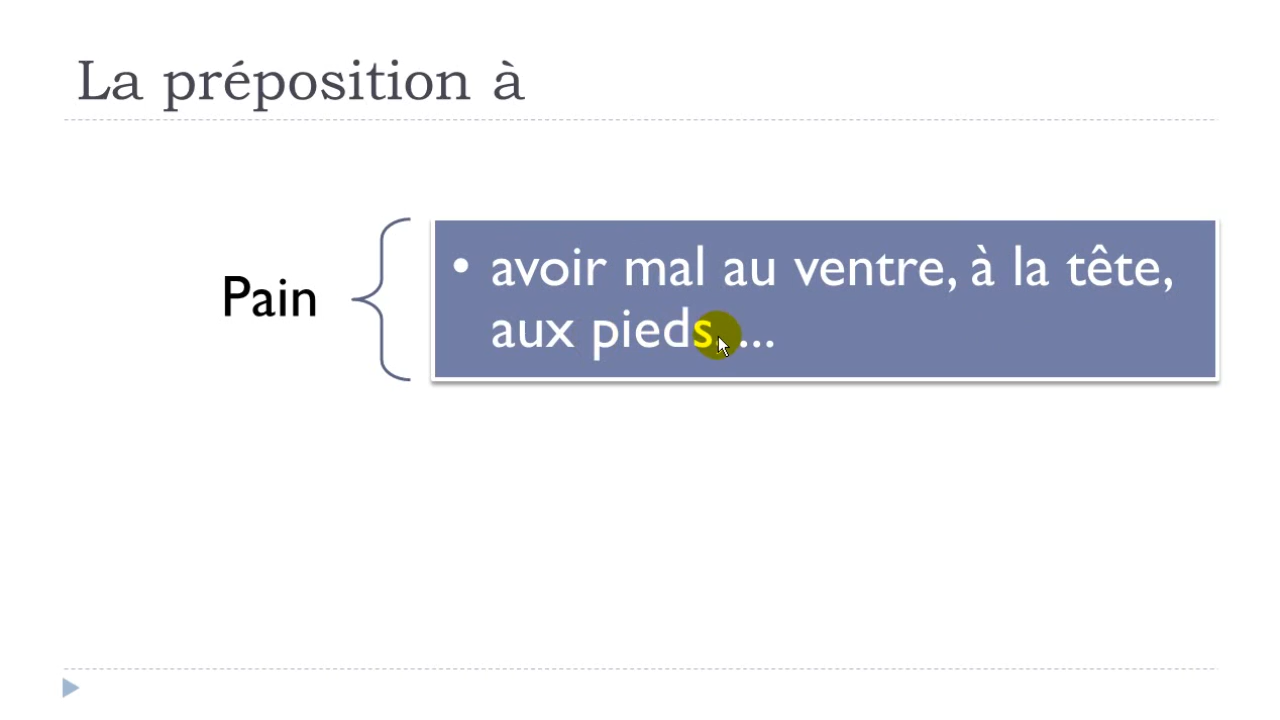 La préposition à
Pain
• avoir mal au ventre, à la tête,
aux pieds, ...